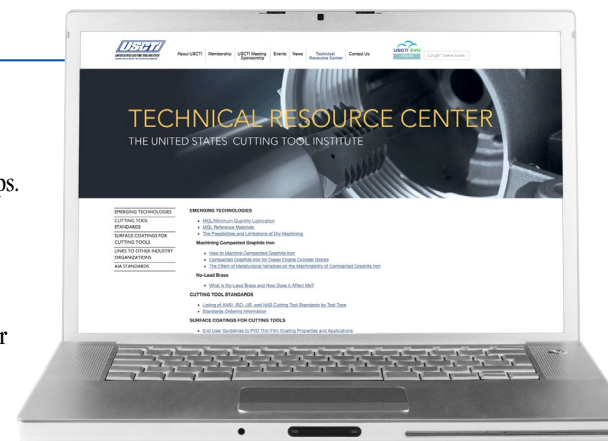 USCTI
About USCTI
Membership
USCTI Meeting
Sponsorship
Events
News
Technical
Resource Center
Contact Us
USCTI SVO
TECHNICAL RESOURCE CENTER
THE UNITED STATES CUTTING TOOL INSTITUTE
ps.
r
EMERGING TECHNOLOGIES
CUTTING TOOL
STANDARDS
SURFACE COATINGS FOR
CUTTING TOOLS
LINKS TO OTHER INDUSTRY
ORGANIZATIONS
AIA STANDARDS
EMERGING TECHNOLOGIES
• MQL/Minimum Quantity Lubrication
• MQL Reference Materials
• The Possibilities and Limitations of Dry Machining
Machining Compacted Graphite Iron
• How to Machine Compacted Graphite Iron
• Compacted Graphite Iron for Diesel Engine Cylinder Blocks
• The Effect of Metallurgical Variables on the Machinability of Compacted Graphite Iron
No-Lead Brass
• What is No-Lead Brass and How Does it Affect Me?
CUTTING TOOL STANDARDS
• Listing of ANSI, ISO, JIS, and NAS Cutting Tool Standards by Tool Type
• Standards Ordering Information
SURFACE COATINGS FOR CUTTING TOOLS
• End User Guidelines to PVD Thin Film Coating Properties and Applications